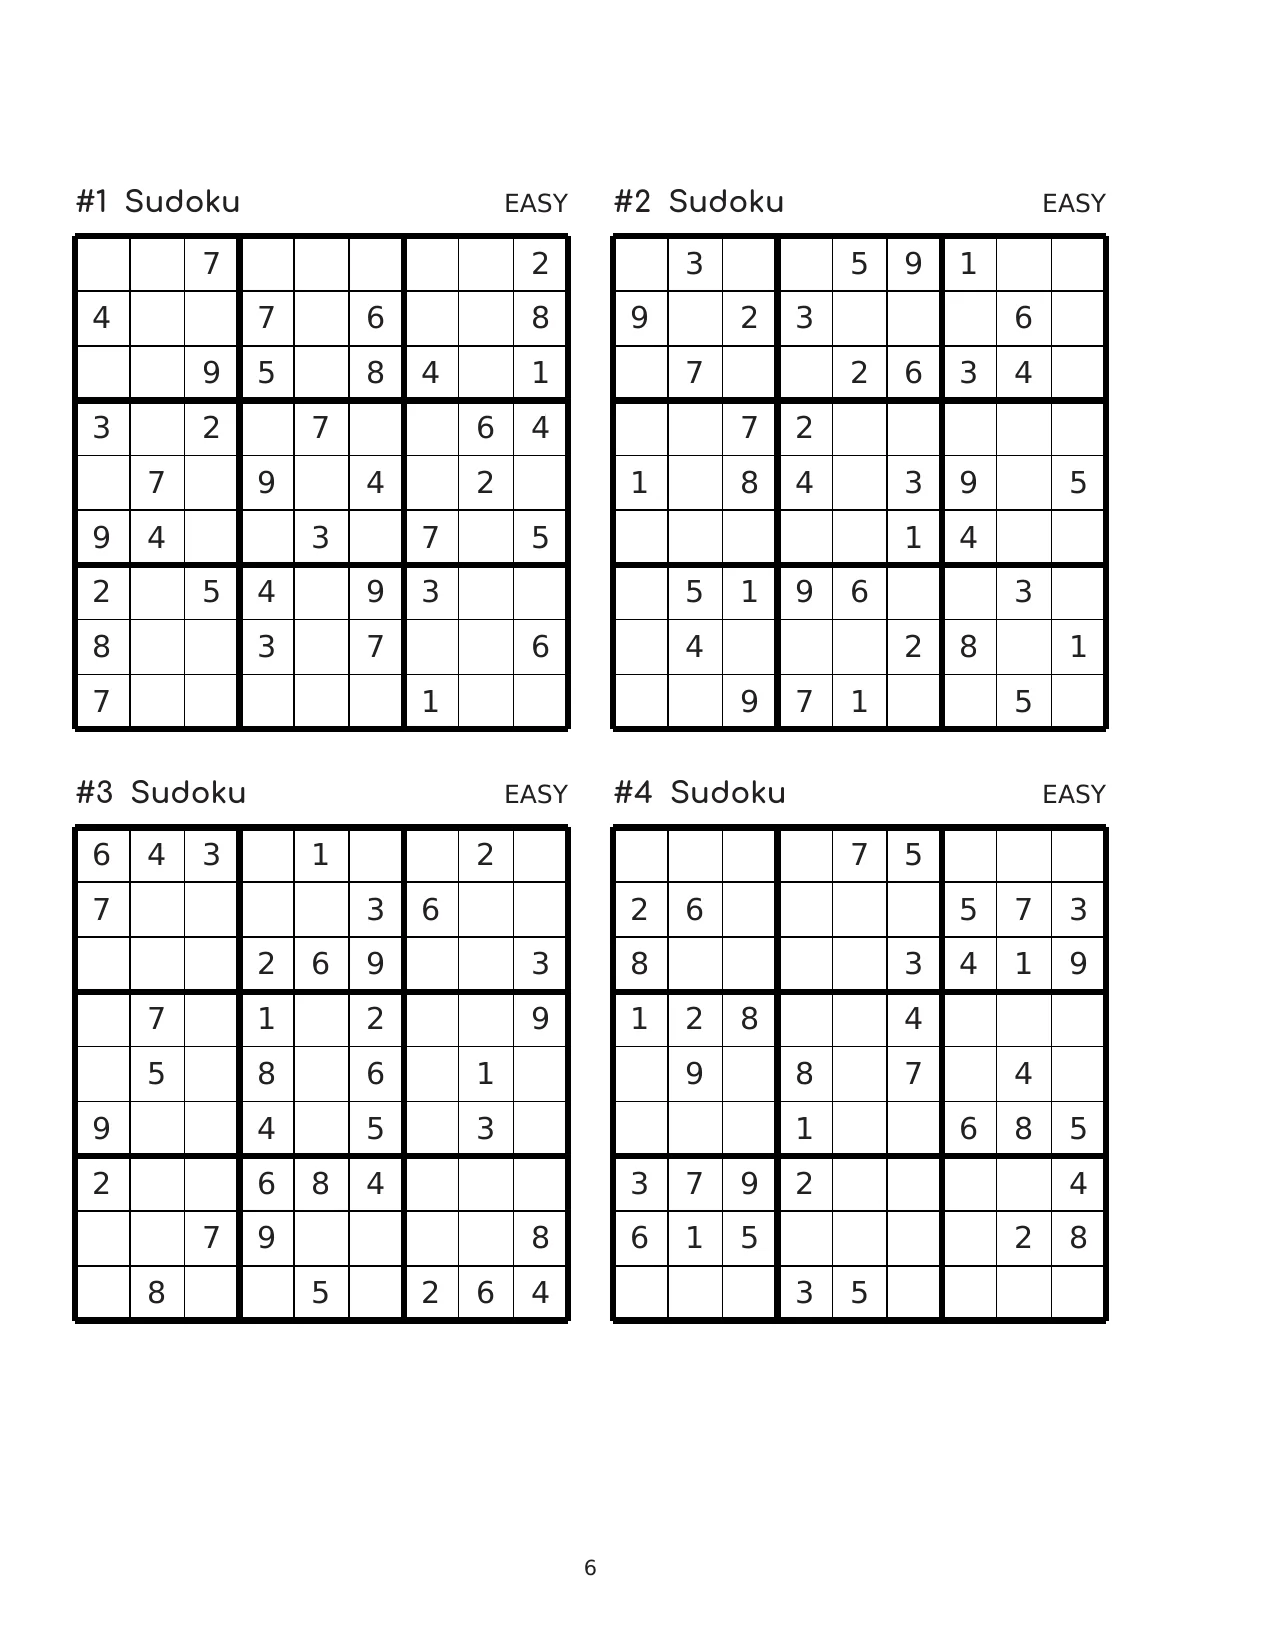 #1 Sudoku EASY
7 2
4 7 6 8
9 5 8 4 1
3 2 7 6 4
7 9 4 2
9 4 3 7 5
2 5 4 9 3
8 3 7 6
7 1
#2 Sudoku EASY
3 5 9 1
9 2 3 6
7 2 6 3 4
7 2
1 8 4 3 9 5
1 4
5 1 9 6 3
4 2 8 1
9 7 1 5
#3 Sudoku EASY
6 4 3 1 2
7 3 6
2 6 9 3
7 1 2 9
5 8 6 1
9 4 5 3
2 6 8 4
7 9 8
8 5 2 6 4
#4 Sudoku EASY
7 5
2 6 5 7 3
8 3 4 1 9
1 2 8 4
9 8 7 4
1 6 8 5
3 7 9 2 4
6 1 5 2 8
3 5
6